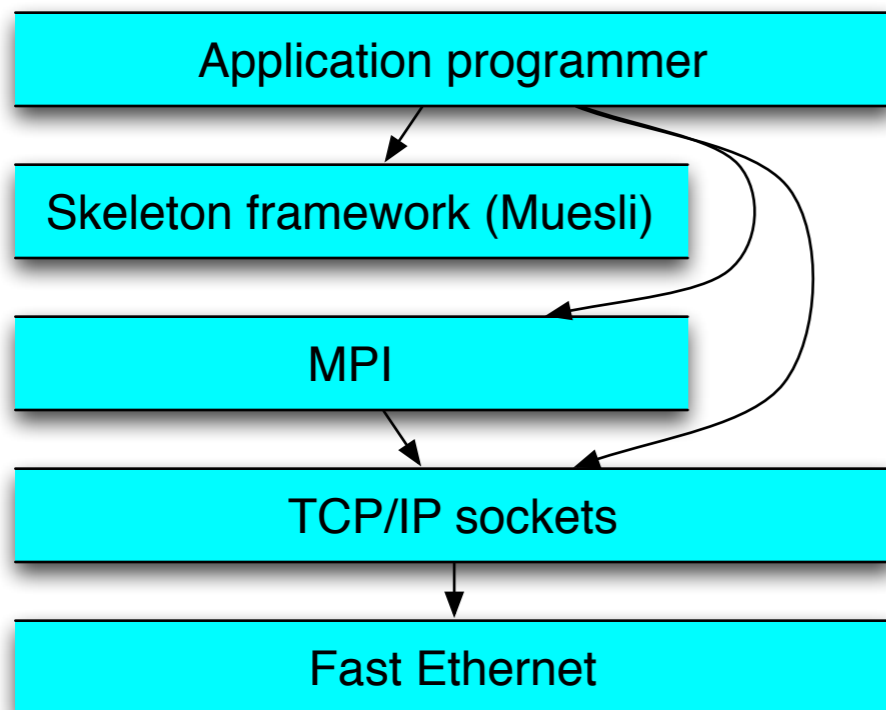 Application programmer
Skeleton framework (Muesli)
MPI
TCP/IP sockets
Fast Ethernet